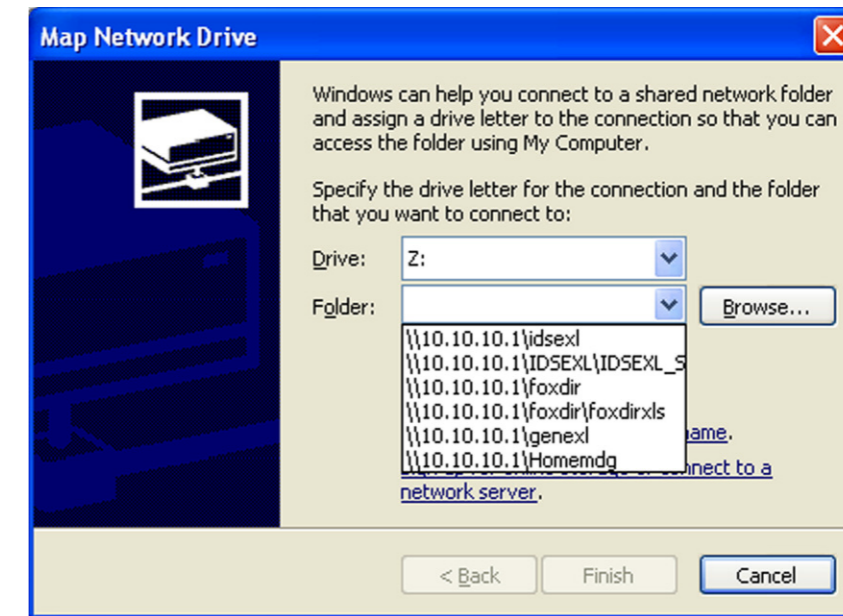 Map Network Drive
Windows can help you connect to a shared network folder
and assign a drive letter to the connection so that you can
access the folder using My Computer.
Specify the drive letter for the connection and the folder
that you want to connect to:
Drive: Z:
Folder: Browse...
\\10.10.10.1\idsexl
\\10.10.10.1\IDSEXL\IDSEXL_S
\\10.10.10.1\foxdir
\\10.10.10.1\foxdir\foxdirxls
\\10.10.10.1\genexl
\\10.10.10.1\Homemdg
ame.
nnect to a
network server.
< Back Finish Cancel